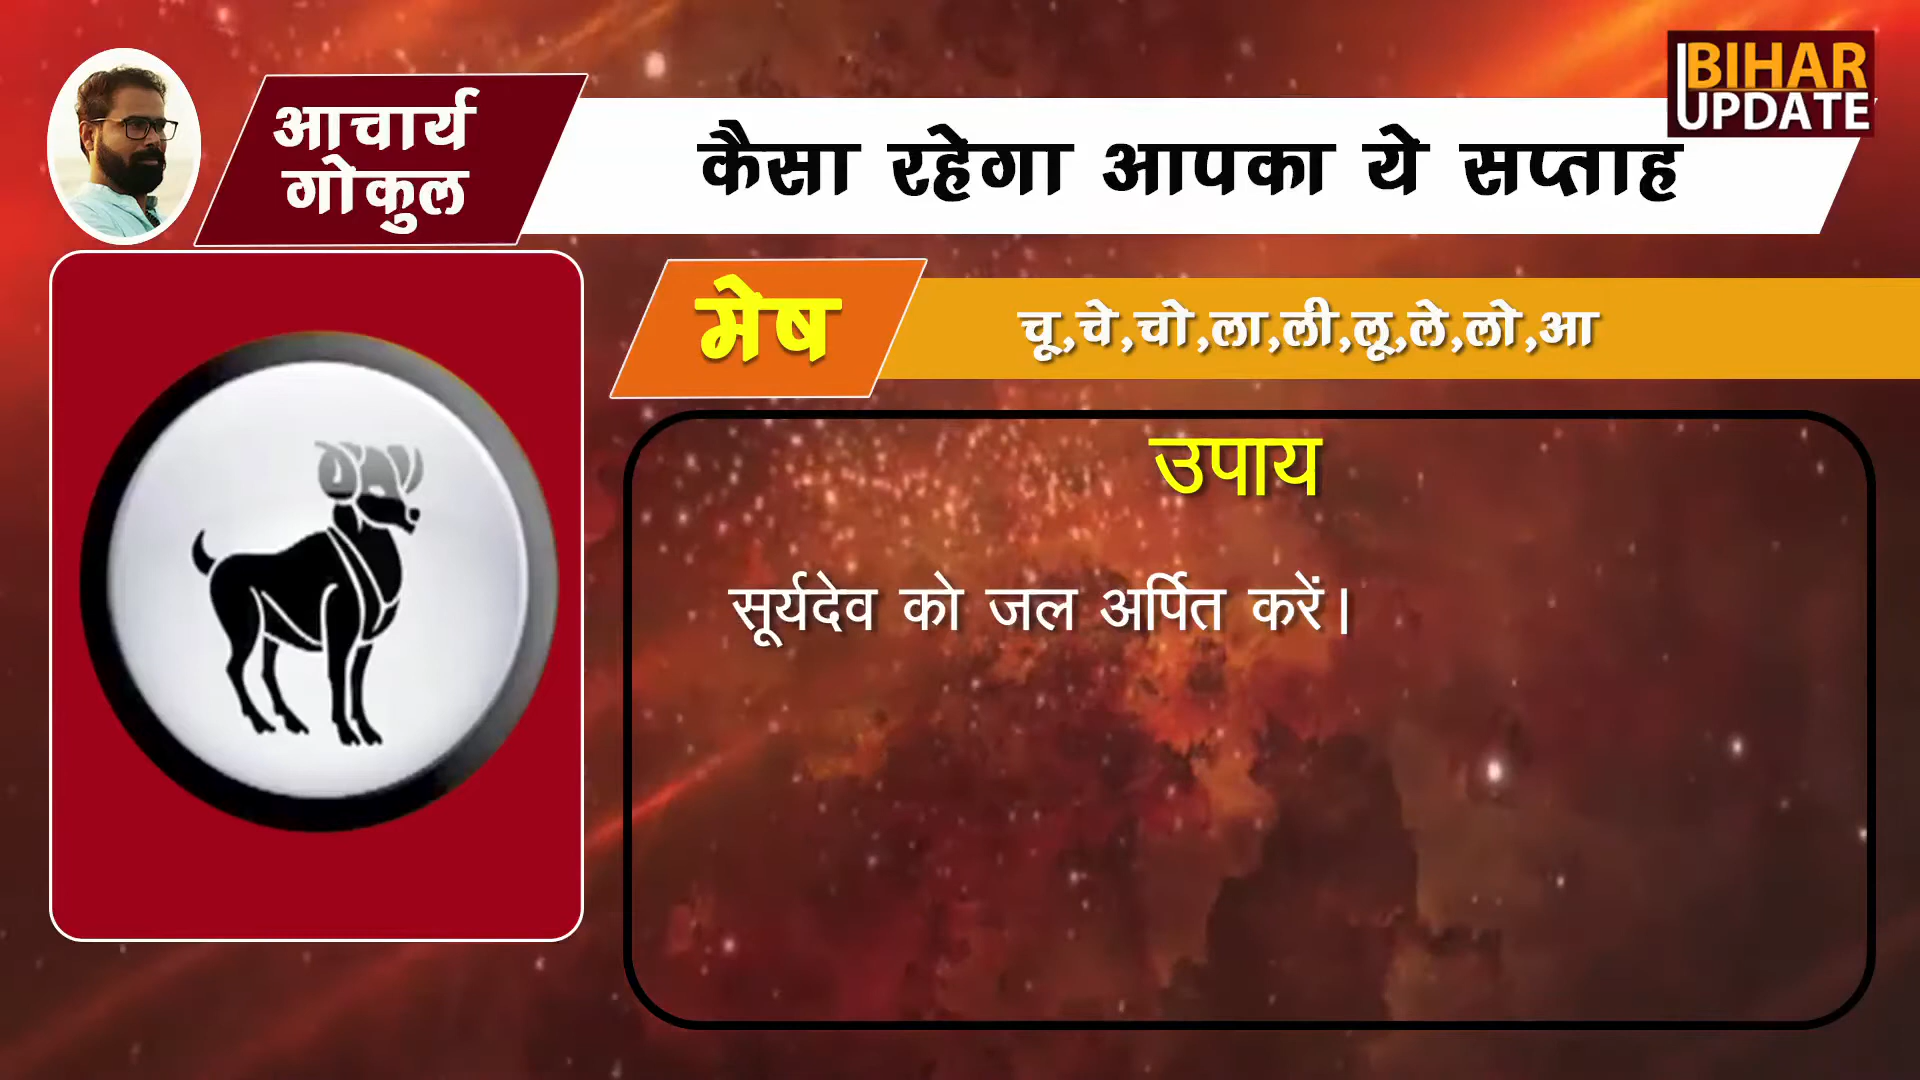 आचार्य
गोकुल
कैसा रहेगा आपका ये सप्ताह
BIHAR
UPDATE
मेष
चू,चे,चो,ला,ली,लू,ले,लो,आ
उपाय
सूर्यदेव को जल अर्पित करें।